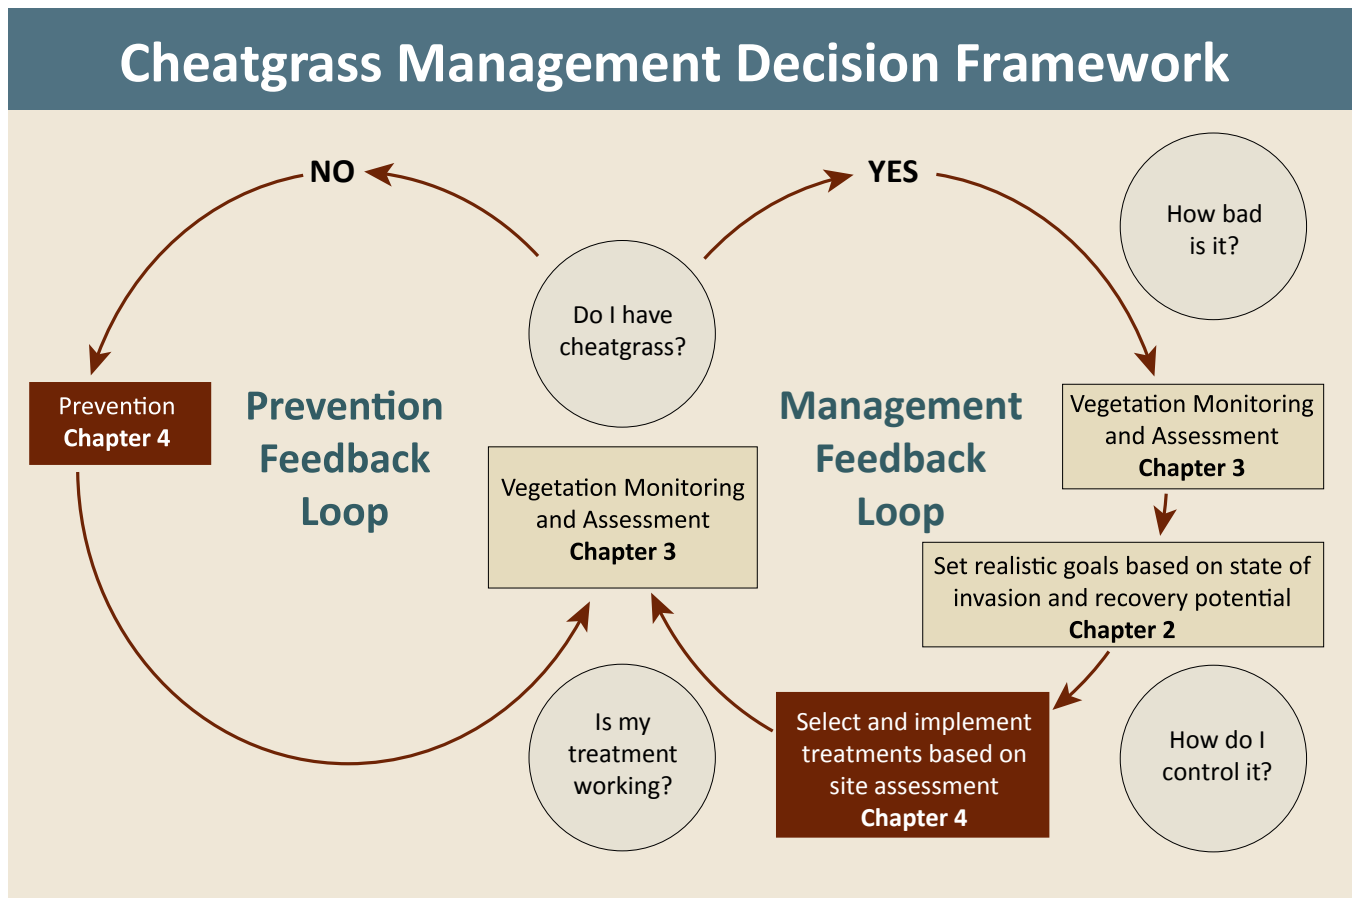 Cheatgrass Management Decision Framework
NO
YES
How bad
is it?
Do I have
cheatgrass?
Prevention
Chapter 4
Prevention
Feedback
Loop
Management
Feedback
Loop
Vegetation Monitoring
and Assessment
Chapter 3
Vegetation Monitoring
and Assessment
Chapter 3
Set realistic goals based on state of
invasion and recovery potential
Chapter 2
Is my
treatment
working?
Select and implement
treatments based on
site assessment
Chapter 4
How do I
control it?